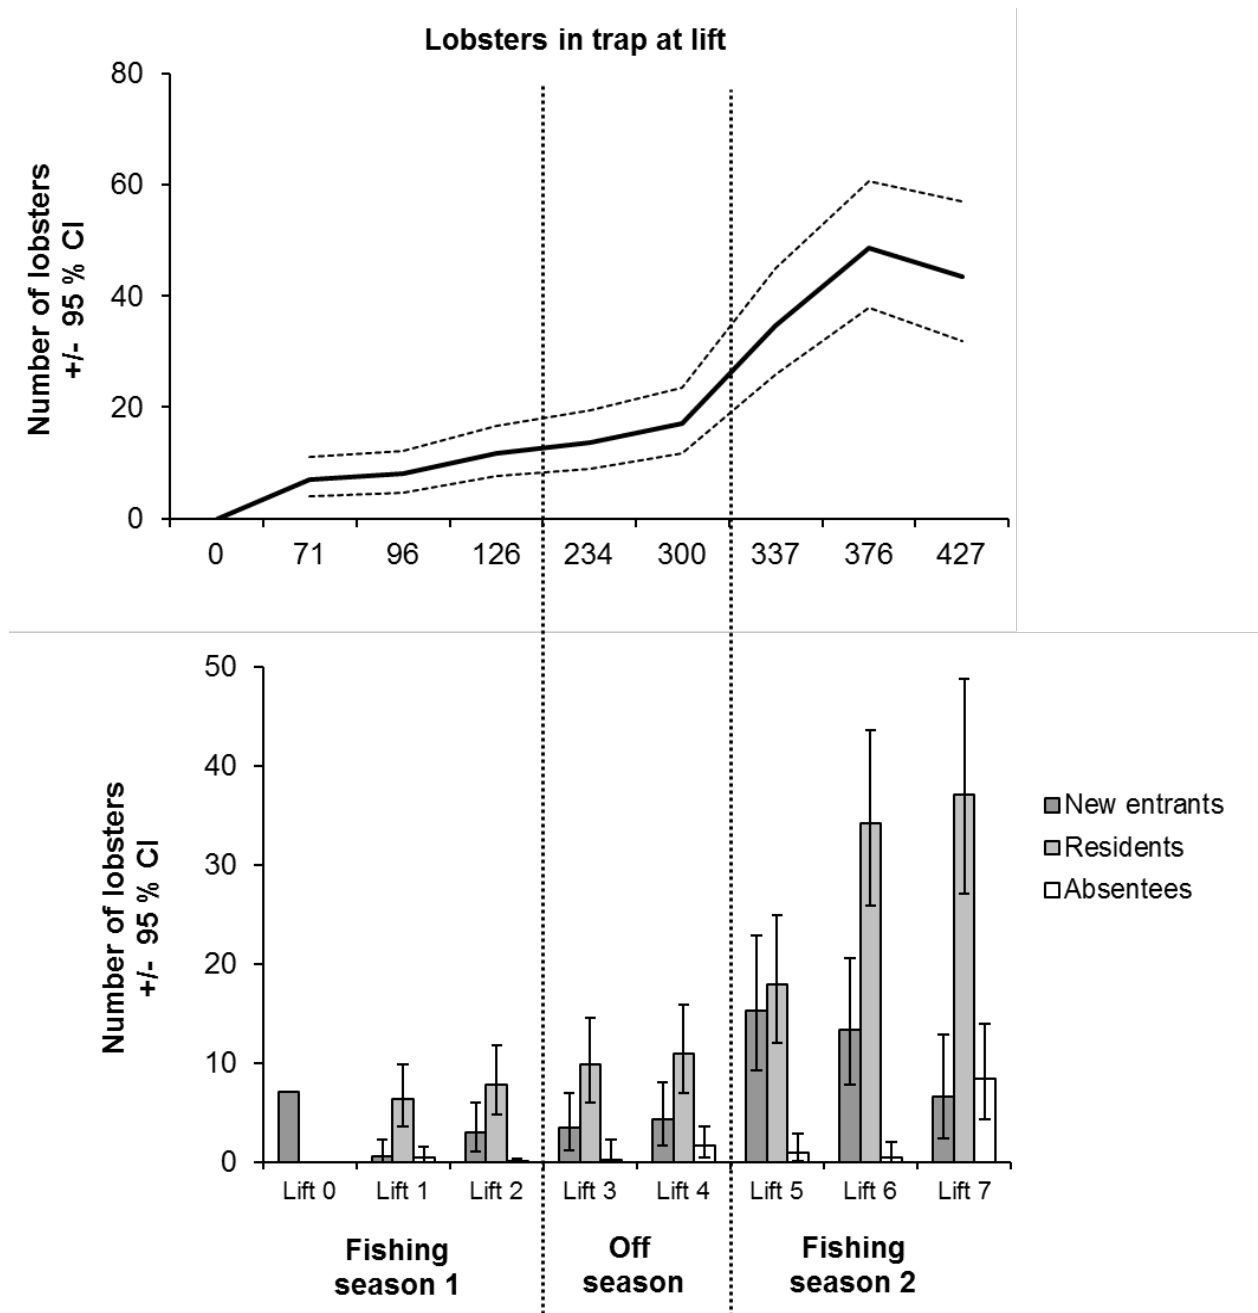 Lobsters in trap at lift
Number of lobsters
+/- 95 % CI
80
60
40
20
0
0 71 96 126 234 300 337 376 427
Number of lobsters
+/- 95 % CI
50
40
30
20
10
0
Lift 0 Lift 1 Lift 2 Lift 3 Lift 4 Lift 5 Lift 6 Lift 7
New entrants
Residents
Absentees
Fishing
season 1
Off
season
Fishing
season 2